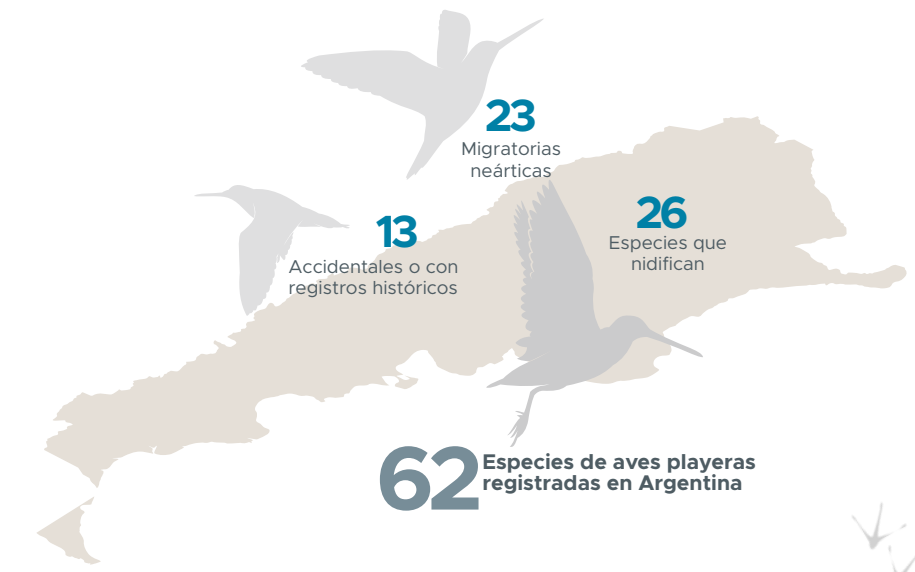 23
Migratorias
neárticas
13
Accidentales o con
registros históricos
26
Especies que
nidifican
62
Especies de aves playeras
registradas en Argentina